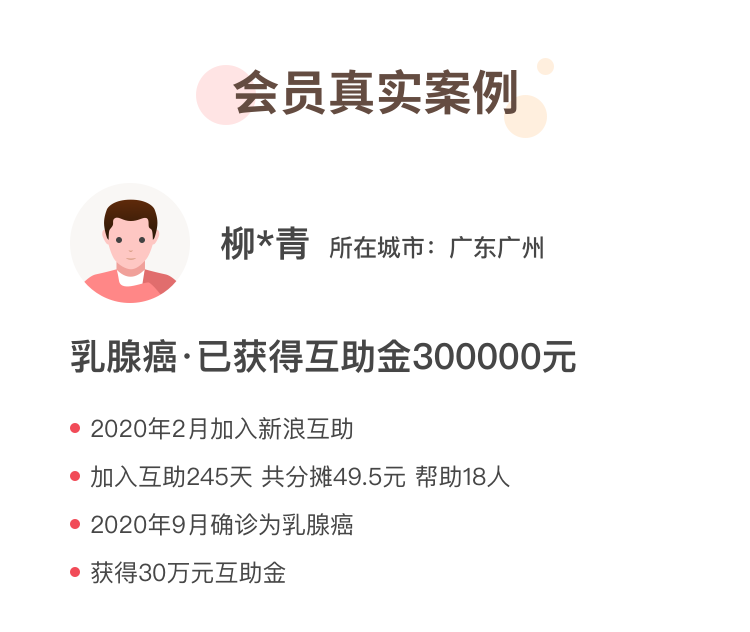 会员真实案例
柳*青 所在城市：广东广州
乳腺癌·已获得互助金300000元
2020年2月加入新浪互助
加入互助245天 共分摊49.5元 帮助18人
2020年9月确诊为乳腺癌
获得30万元互助金